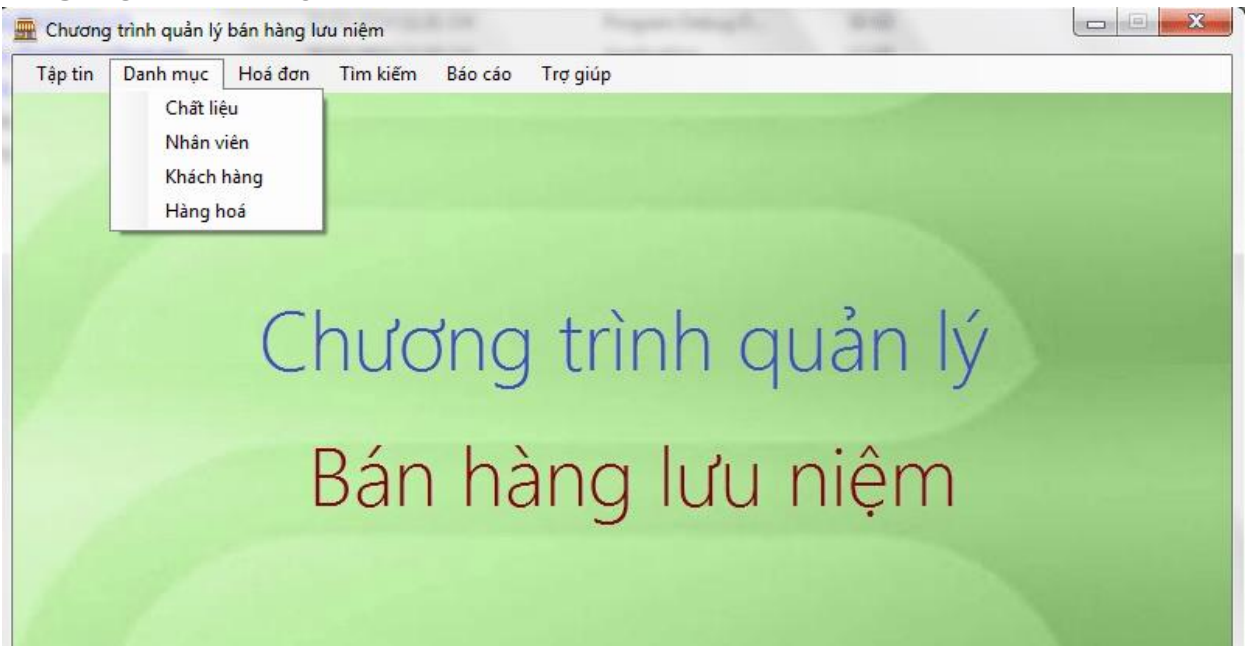 Chương trình quản lý bán hàng lưu niệm
Tập tin Danh mục Hoá đơn Tìm kiếm Báo cáo Trợ giúp
Chất liệu
Nhân viên
Khách hàng
Hàng hoá
Chương trình quản lý
Bán hàng lưu niệm